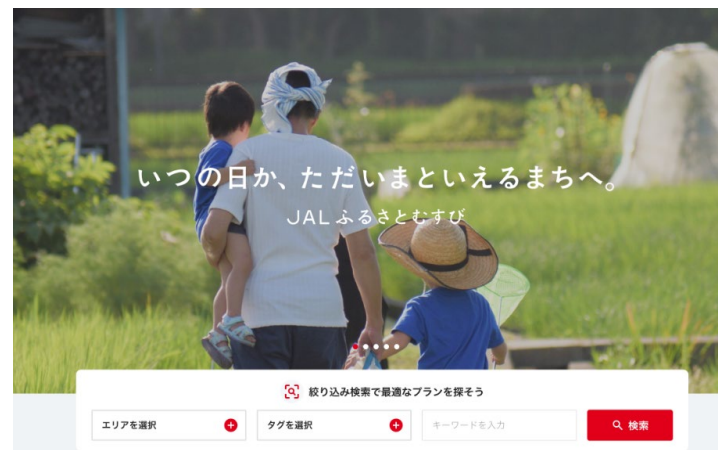 いつの日か、ただいまといえるまちへ。
JALふるさとむすび
絞り込み検索で最適なプランを探そう
エリアを選択
タグを選択
キーワードを入力
検索